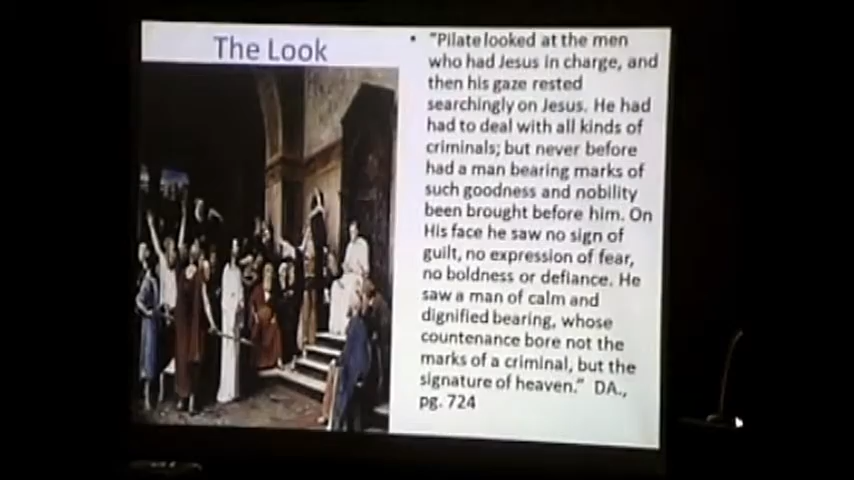 The Look
• "Pilate looked at the men
who had Jesus in charge, and
then his gaze rested
searchingly on Jesus. He had
had to deal with all kinds of
criminals; but never before
had a man bearing marks of
such goodness and nobility
been brought before him. On
His face he saw no sign of
guilt, no expression of fear,
no boldness or defiance. He
saw a man of calm and
dignified bearing, whose
countenance bore not the
marks of a criminal, but the
signature of heaven." DA.,
pg. 724